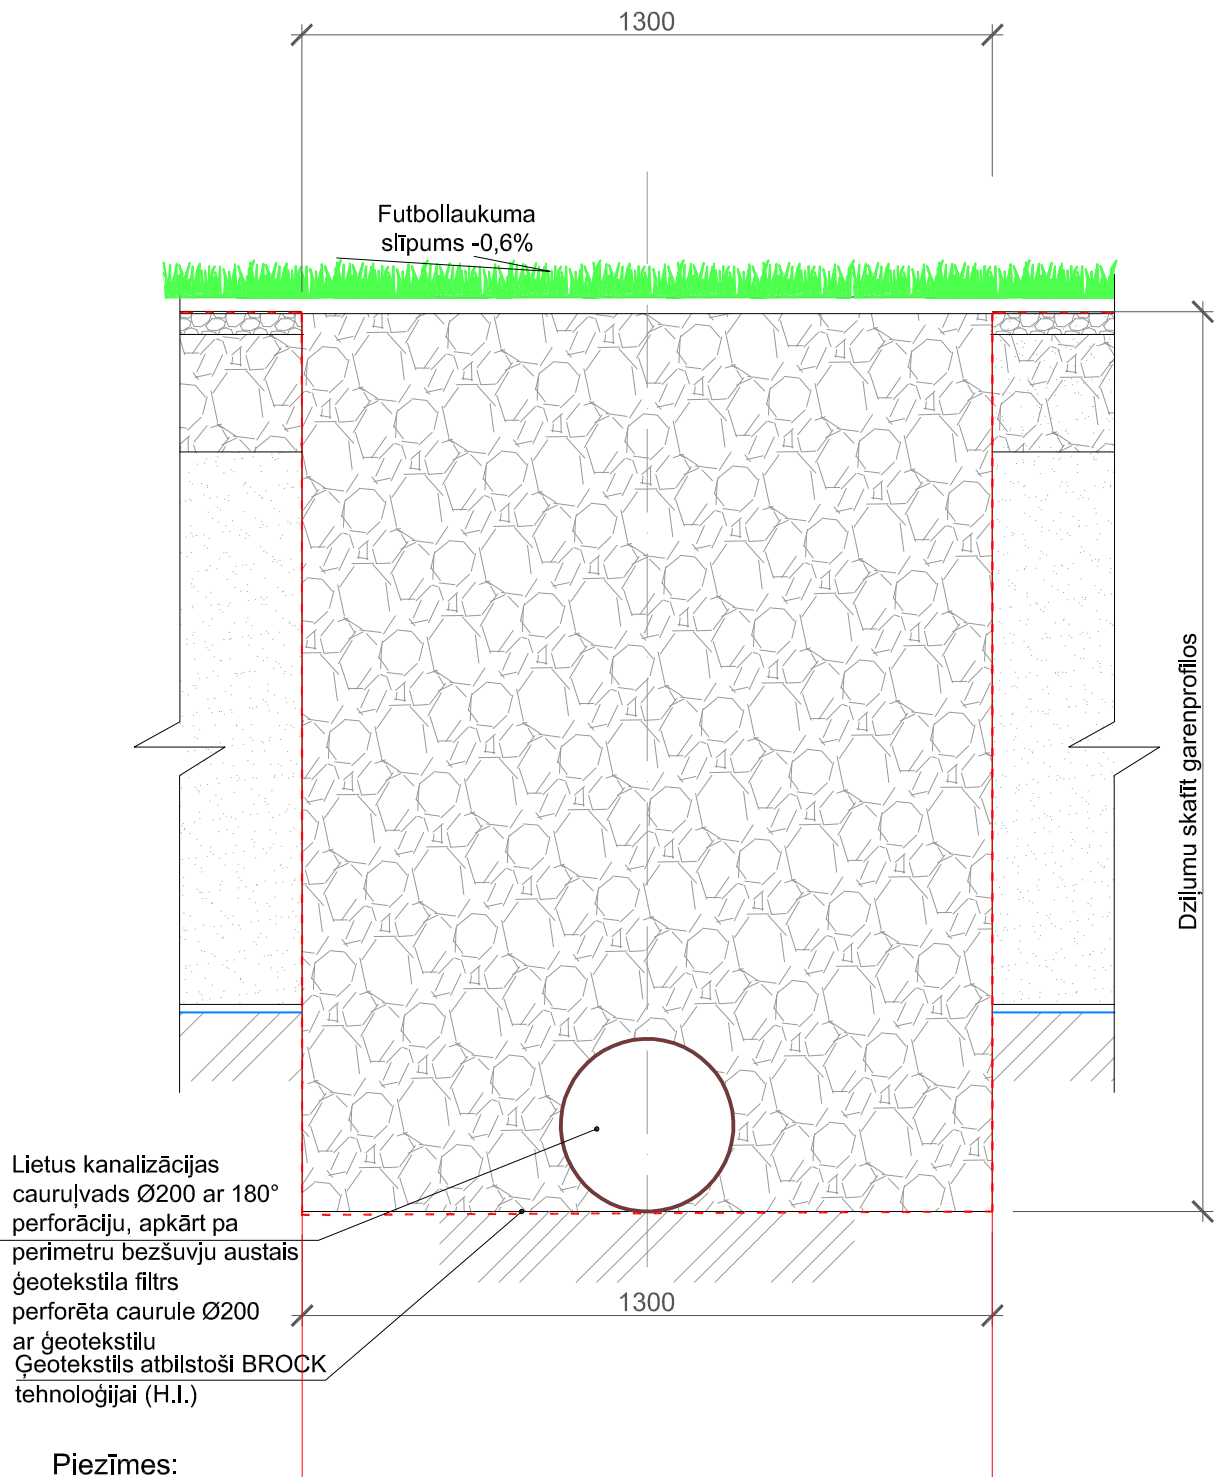 1300
Futbollaukuma
slīpums -0,6%
Dziļumu skatīt garenprofilos
Lietus kanalizācijas
cauruļvads Ø200 ar 180°
perforāciju, apkārt pa
perimetru bezšuvju austais
ģeotekstila filtrs
perforēta caurule Ø200
ar ģeotekstilu
1300
Ģeotekstils atbilstoši BROCK
tehnoloģijai (H.I.)
Piezīmes: